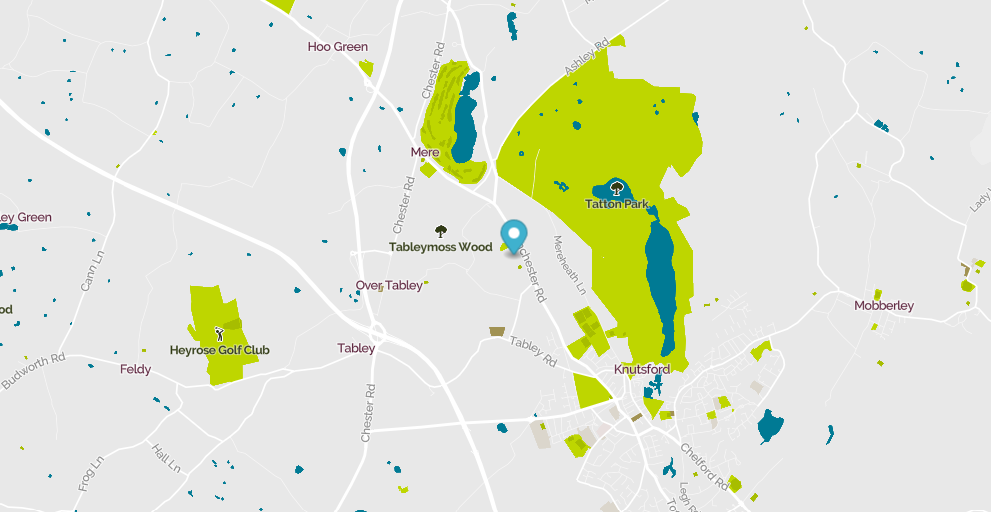 Hoo Green
Ashley Rd
Chester Rd
Mere
Tatton Park
Chester Rd
ley Green
Tableymoss Wood
chester Rd
Mereheath Ln
Lady
Cann Ln
Over Tabley
od
Mobberley
Heyrose Golf Club
Tabley
Tabley Rd
Budworth Rd
Feldy
Knutsford
Chester Rd
Hall Ln
Frog Ln
Chelford Rd
Legh R
To